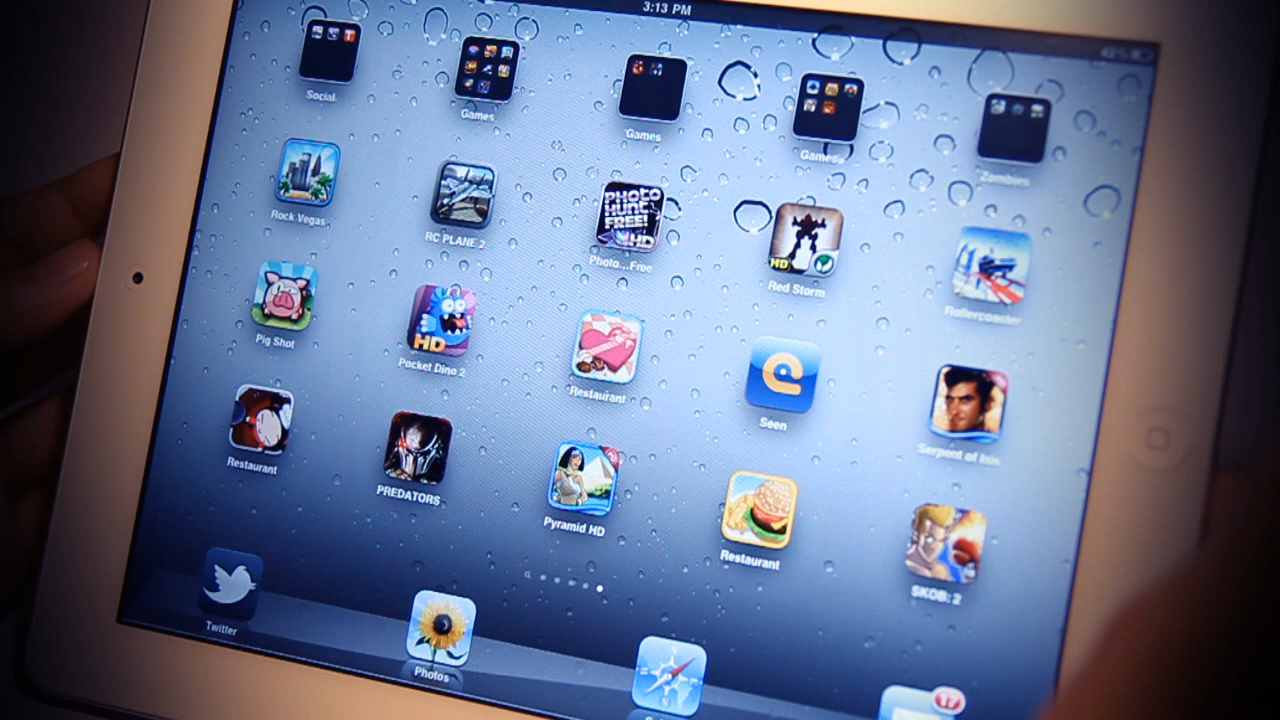 3:13 PM
Social
Games
Games
Games
Zombies
Rock Vegas
RC PLANE 2
PHOTO
HUNT
FREE!
HD
Photo...Free
HD
Red Storm
Rollercoaster
Pig Shot
HD
Pocket Dino 2
Restaurant
Seen
Serpent of Isis
Restaurant
PREDATORS
Pyramid HD
Restaurant
SKOB: 2
Twitter
Photos
N
17